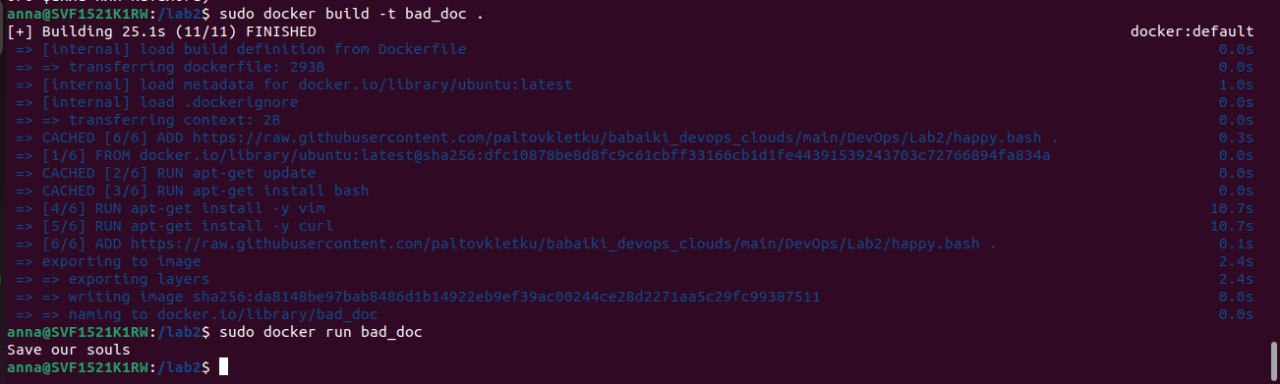 anna@SVF1521K1RW:/lab2$ sudo docker build -t bad_doc .
[+] Building 25.1s (11/11) FINISHED docker:default
=> [internal] load build definition from Dockerfile 0.0s
=> => transferring dockerfile: 293B 0.0s
=> [internal] load metadata for docker.io/library/ubuntu:latest 1.0s
=> [internal] load .dockerignore 0.0s
=> => transferring context: 2B 0.0s
=> CACHED [6/6] ADD https://raw.githubusercontent.com/paltovkletku/babaiki_devops_clouds/main/DevOps/Lab2/happy.bash . 0.3s
=> [1/6] FROM docker.io/library/ubuntu:latest@sha256:dfc10878be8d8fc9c61cbff33166cb1d1fe44391539243703c72766894fa834a 0.0s
=> CACHED [2/6] RUN apt-get update 0.0s
=> CACHED [3/6] RUN apt-get install bash 0.0s
=> [4/6] RUN apt-get install -y vim 10.7s
=> [5/6] RUN apt-get install -y curl 10.7s
=> [6/6] ADD https://raw.githubusercontent.com/paltovkletku/babaiki_devops_clouds/main/DevOps/Lab2/happy.bash . 0.1s
=> exporting to image 2.4s
=> => exporting layers 2.4s
=> => writing image sha256:da8148be97bab8486d1b14922eb9ef39ac00244ce28d2271aa5c29fc99387511 0.0s
=> => naming to docker.io/library/bad_doc 0.0s
anna@SVF1521K1RW:/lab2$ sudo docker run bad_doc
Save our souls
anna@SVF1521K1RW:/lab2$